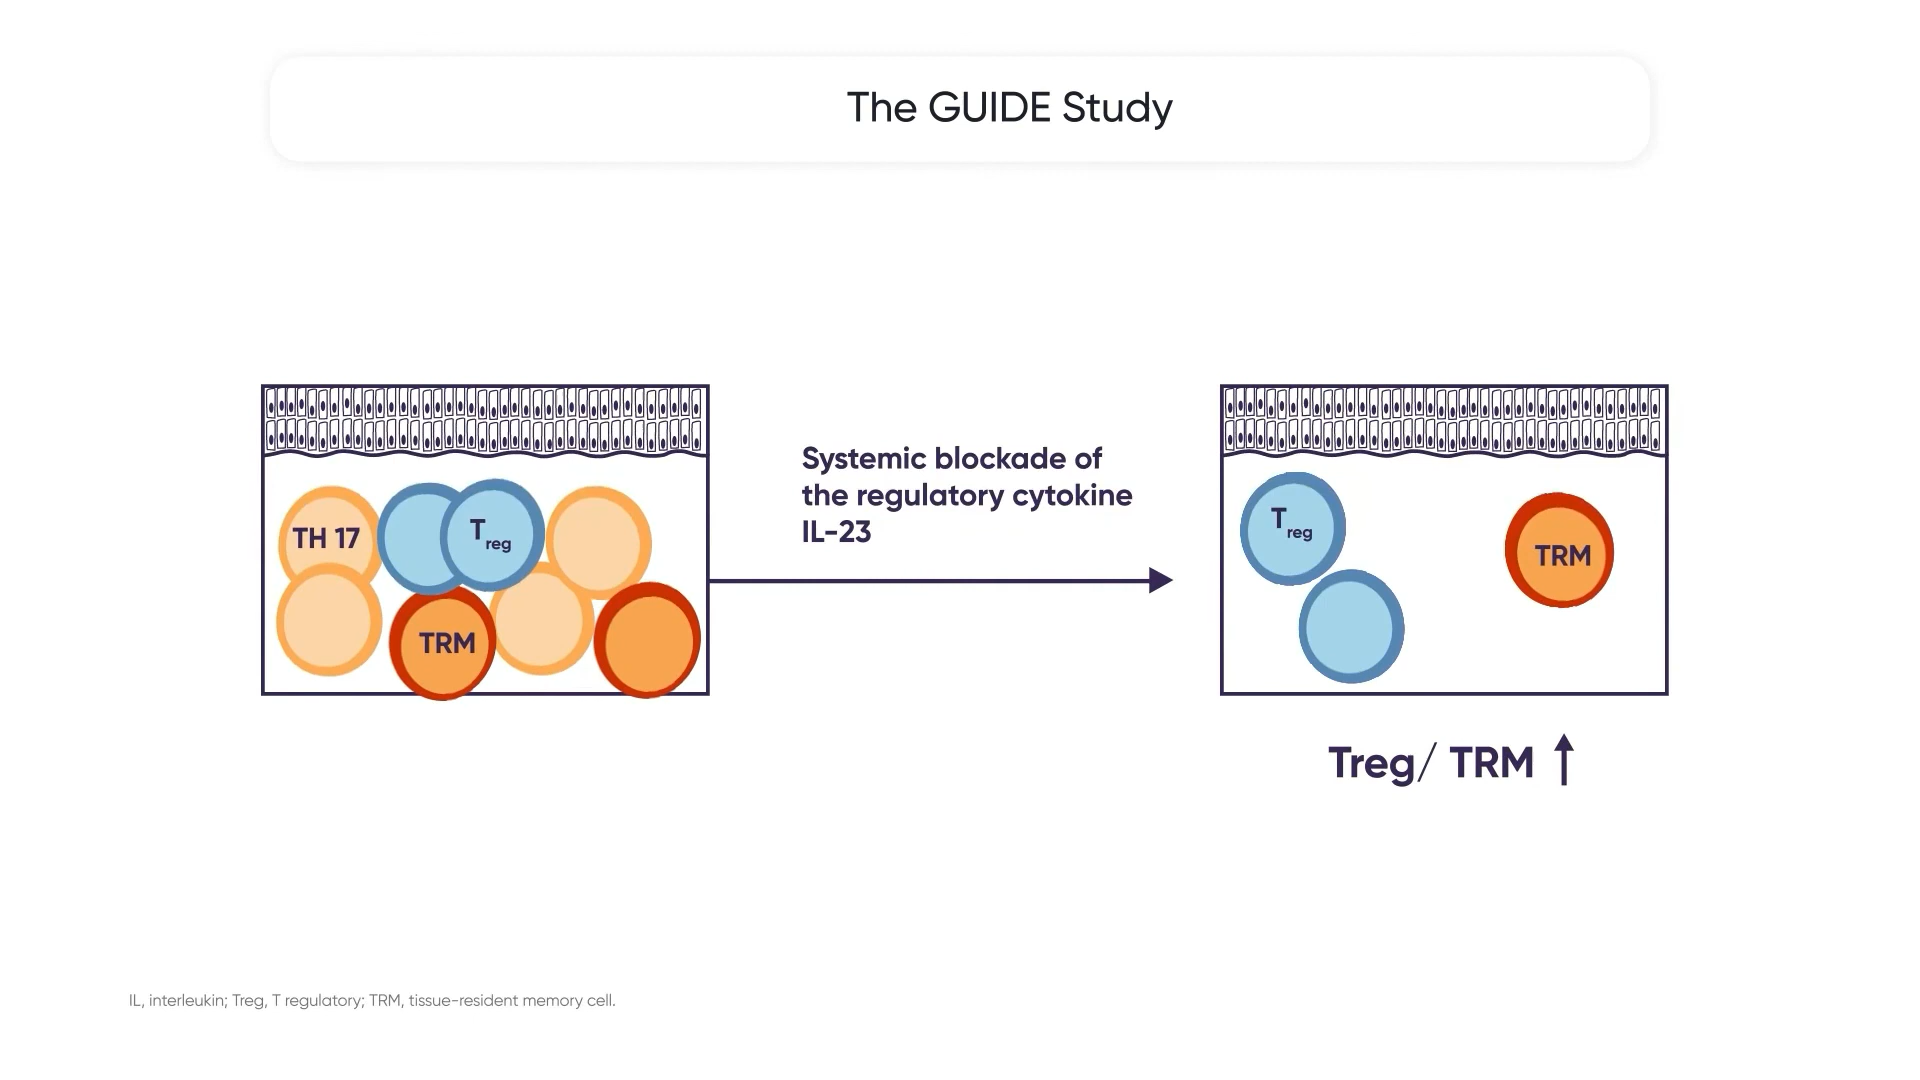 The GUIDE Study
Systemic blockade of
the regulatory cytokine
IL-23
TH 17
Treg
TRM
Treg
TRM
Treg/ TRM ↑
IL, interleukin; Treg, T regulatory; TRM, tissue-resident memory cell.